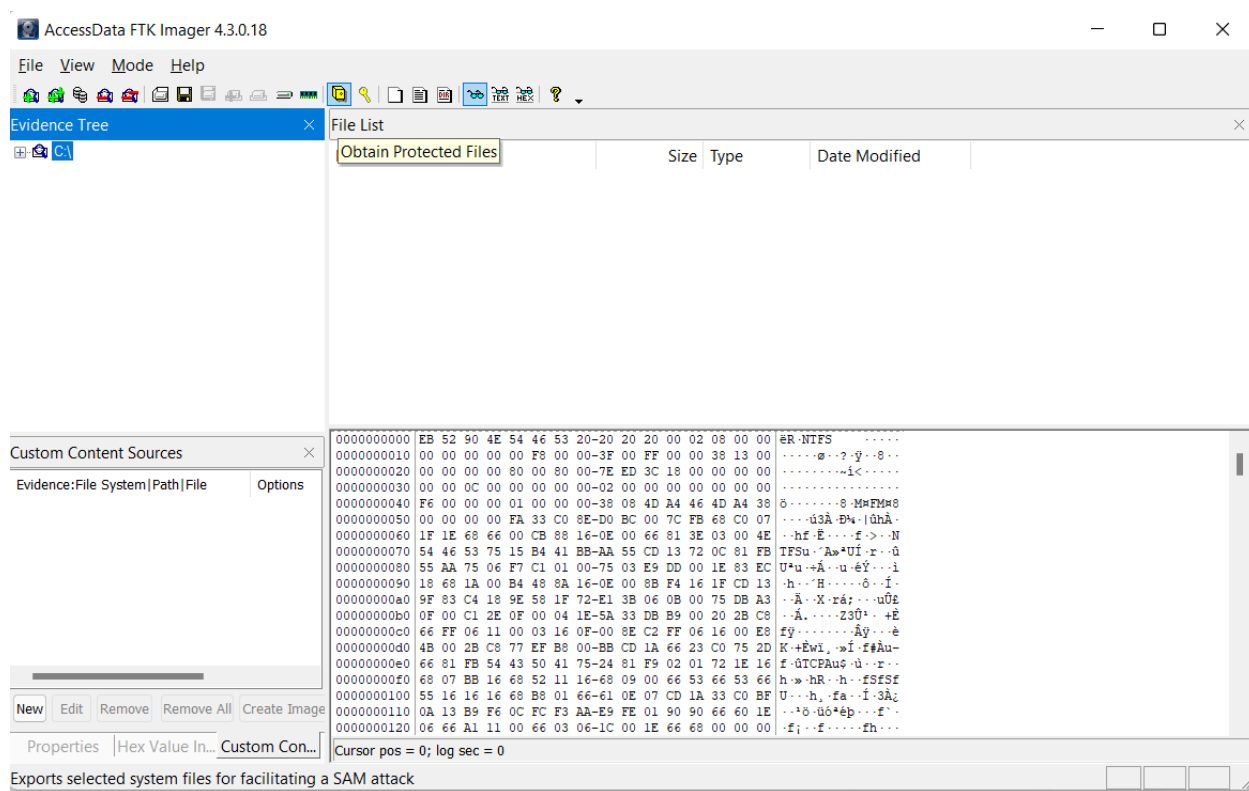 AccessData FTK Imager 4.3.0.18
File View Mode Help
TEXT HEX
Evidence Tree
File List
C:\
Obtain Protected Files
Size Type Date Modified
Custom Content Sources
Evidence:File System|Path|File Options
New Edit Remove Remove All Create Image
Properties Hex Value In... Custom Con...
0000000000 EB 52 90 4E 54 46 53 20-20 20 20 00 02 08 00 00 ëR·NTFS ·····
0000000010 00 00 00 00 00 F8 00 00-3F 00 FF 00 00 38 13 00 ·····ø··?·ÿ··8··
0000000020 00 00 00 00 80 00 80 00-7E ED 3C 18 00 00 00 00 ········~í<·····
0000000030 00 00 0C 00 00 00 00 00-02 00 00 00 00 00 00 00 ················
0000000040 F6 00 00 00 01 00 00 00-38 08 4D A4 46 4D A4 38 ö·······8·M¤FM¤8
0000000050 00 00 00 00 FA 33 C0 8E-D0 BC 00 7C FB 68 C0 07 ····ú3À·Ð¼·|ûhÀ·
0000000060 1F 1E 68 66 00 CB 88 16-0E 00 66 81 3E 03 00 4E ··hf·Ë····f·>··N
0000000070 54 46 53 75 15 B4 41 BB-AA 55 CD 13 72 0C 81 FB TFSu·´A»ªUÍ·r··û
0000000080 55 AA 75 06 F7 C1 01 00-75 03 E9 DD 00 1E 83 EC Uªu·÷Á··u·éÝ···ì
0000000090 18 68 1A 00 B4 48 8A 16-0E 00 8B F4 16 1F CD 13 ·h··´H·····ô··Í·
00000000a0 9F 83 C4 18 9E 58 1F 72-E1 3B 06 0B 00 75 DB A3 ··Ä··X·rá;···uÛ£
00000000b0 0F 00 C1 2E 0F 00 04 1E-5A 33 DB B9 00 20 2B C8 ··Á.····Z3Û¹· +È
00000000c0 66 FF 06 11 00 03 16 0F-00 8E C2 FF 06 16 00 E8 fÿ········Âÿ···è
00000000d0 4B 00 2B C8 77 EF B8 00-BB CD 1A 66 23 C0 75 2D K·+Èwï¸·»Í·f#Àu-
00000000e0 66 81 FB 54 43 50 41 75-24 81 F9 02 01 72 1E 16 f·ûTCPAu$·ù··r··
00000000f0 68 07 BB 16 68 52 11 16-68 09 00 66 53 66 53 66 h·»·hR··h··fSfSf
0000000100 55 16 16 16 68 B8 01 66-61 0E 07 CD 1A 33 C0 BF U···h¸·fa··Í·3À¿
0000000110 0A 13 B9 F6 0C FC F3 AA-E9 FE 01 90 90 66 60 1E ··¹ö·üóªéþ···f`·
0000000120 06 66 A1 11 00 66 03 06-1C 00 1E 66 68 00 00 00 ·f¡··f·····fh···
Cursor pos = 0; log sec = 0
Exports selected system files for facilitating a SAM attack